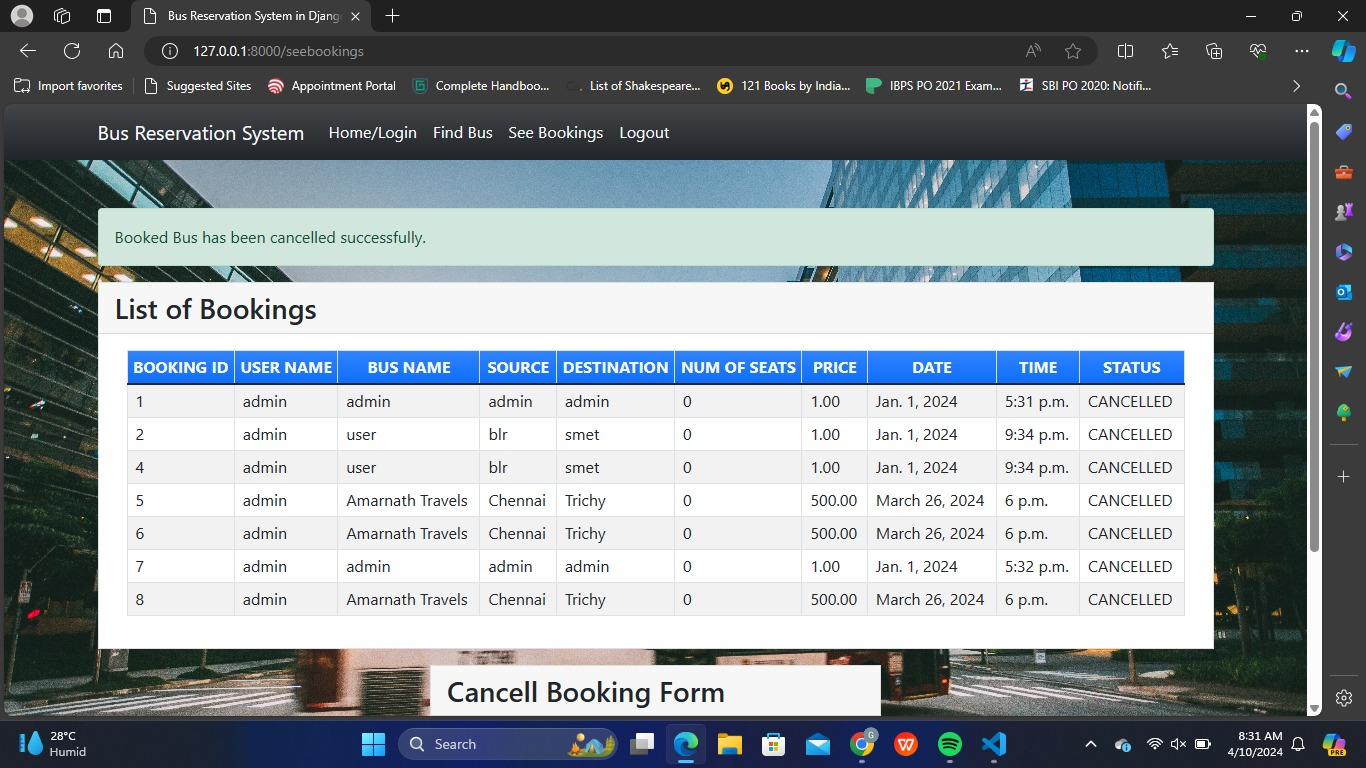 Bus Reservation System in Djang
127.0.0.1:8000/seebookings
Import favorites
Suggested Sites
Appointment Portal
Complete Handboo...
List of Shakespeare...
121 Books by India...
IBPS PO 2021 Exam...
SBI PO 2020: Notifi...
Bus Reservation System Home/Login Find Bus See Bookings Logout
Booked Bus has been cancelled successfully.
List of Bookings
BOOKING ID USER NAME BUS NAME SOURCE DESTINATION NUM OF SEATS PRICE DATE TIME STATUS
1 admin admin admin admin 0 1.00 Jan. 1, 2024 5:31 p.m. CANCELLED
2 admin user blr smet 0 1.00 Jan. 1, 2024 9:34 p.m. CANCELLED
4 admin user blr smet 0 1.00 Jan. 1, 2024 9:34 p.m. CANCELLED
5 admin Amarnath Travels Chennai Trichy 0 500.00 March 26, 2024 6 p.m. CANCELLED
6 admin Amarnath Travels Chennai Trichy 0 500.00 March 26, 2024 6 p.m. CANCELLED
7 admin admin admin admin 0 1.00 Jan. 1, 2024 5:32 p.m. CANCELLED
8 admin Amarnath Travels Chennai Trichy 0 500.00 March 26, 2024 6 p.m. CANCELLED
Cancell Booking Form
28°C
Humid
Search
8:31 AM
4/10/2024
PRE